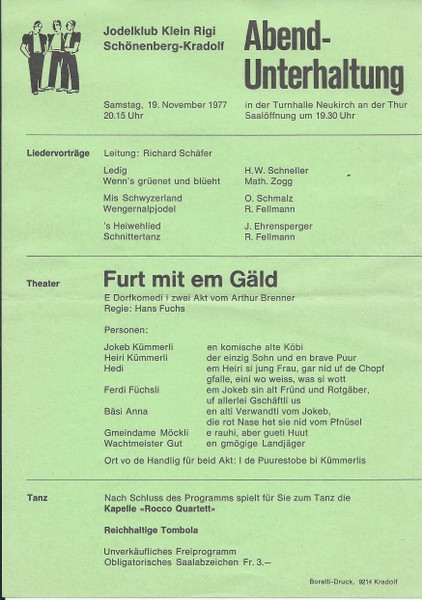 Jodelklub Klein Rigi
Schönenberg-Kradolf
Abend-
Unterhaltung
Samstag, 19. November 1977
20.15 Uhr
in der Turnhalle Neukirch an der Thur
Saalöffnung um 19.30 Uhr
Liedervorträge
Leitung: Richard Schäfer
Ledig H.W. Schneller
Wenn's grüenet und blüeht Math. Zogg
Mis Schwyzerland O. Schmalz
Wengernalpjodel R. Fellmann
's Heiwehlied J. Ehrensperger
Schnittertanz R. Fellmann
Theater
Furt mit em Gäld
E Dorfkomedi i zwei Akt vom Arthur Brenner
Regie: Hans Fuchs
Personen:
Jokeb Kümmerli en komische alte Köbi
Heiri Kümmerli der einzig Sohn und en brave Puur
Hedi em Heiri si jung Frau, gar nid uf de Chopf
gfalle, eini wo weiss, was si wott
Ferdi Füchsli em Jokeb sin alt Fründ und Rotgäber,
uf allerlei Gschäftli us
Bäsi Anna en alti Verwandti vom Jokeb,
die rot Nase het sie nid vom Pfnüsel
Gmeindame Möckli e rauhi, aber gueti Huut
Wachtmeister Gut en gmögige Landjäger
Ort vo de Handlig für beid Akt: I de Puurestobe bi Kümmerlis
Tanz
Nach Schluss des Programms spielt für Sie zum Tanz die
Kapelle «Rocco Quartett»
Reichhaltige Tombola
Unverkäufliches Freiprogramm
Obligatorisches Saalabzeichen Fr. 3.—
Borelli-Druck, 9214 Kradolf